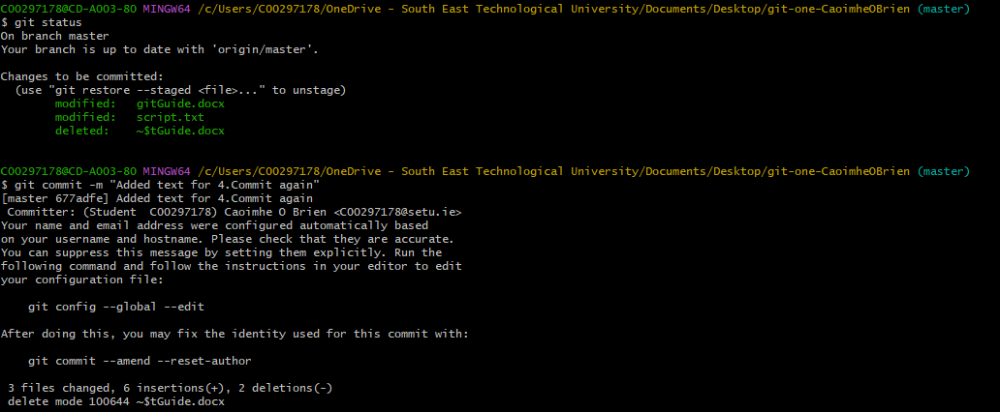 C00297178@CD-A003-80 MINGW64 /c/Users/C00297178/OneDrive - South East Technological University/Documents/Desktop/git-one-CaoimheOBrien (master)
$ git status
On branch master
Your branch is up to date with 'origin/master'.
Changes to be committed:
  (use "git restore --staged <file>..." to unstage)
        modified:   gitGuide.docx
        modified:   script.txt
        deleted:    ~$tGuide.docx
C00297178@CD-A003-80 MINGW64 /c/Users/C00297178/OneDrive - South East Technological University/Documents/Desktop/git-one-CaoimheOBrien (master)
$ git commit -m "Added text for 4.Commit again"
[master 677adfe] Added text for 4.Commit again
 Committer: (Student  C00297178) Caoimhe O Brien <C00297178@setu.ie>
Your name and email address were configured automatically based
on your username and hostname. Please check that they are accurate.
You can suppress this message by setting them explicitly. Run the
following command and follow the instructions in your editor to edit
your configuration file:
    git config --global --edit
After doing this, you may fix the identity used for this commit with:
    git commit --amend --reset-author
 3 files changed, 6 insertions(+), 2 deletions(-)
 delete mode 100644 ~$tGuide.docx